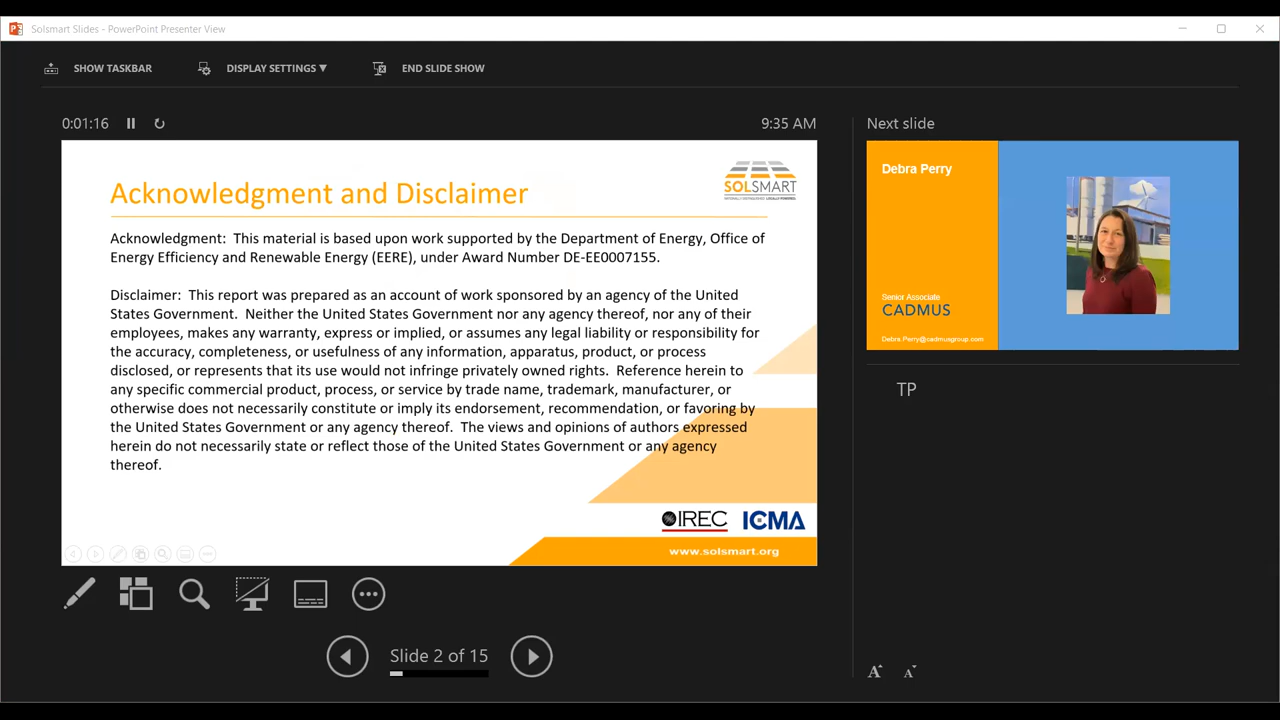 Solsmart Slides - PowerPoint Presenter View
SHOW TASKBAR
DISPLAY SETTINGS ▼
END SLIDE SHOW
0:01:16
9:35 AM
Acknowledgment and Disclaimer
SOLSMART
Acknowledgment:  This material is based upon work supported by the Department of Energy, Office of
Energy Efficiency and Renewable Energy (EERE), under Award Number DE-EE0007155.
Disclaimer:  This report was prepared as an account of work sponsored by an agency of the United
States Government.  Neither the United States Government nor any agency thereof, nor any of their
employees, makes any warranty, express or implied, or assumes any legal liability or responsibility for
the accuracy, completeness, or usefulness of any information, apparatus, product, or process
disclosed, or represents that its use would not infringe privately owned rights.  Reference herein to
any specific commercial product, process, or service by trade name, trademark, manufacturer, or
otherwise does not necessarily constitute or imply its endorsement, recommendation, or favoring by
the United States Government or any agency thereof.  The views and opinions of authors expressed
herein do not necessarily state or reflect those of the United States Government or any agency
thereof.
IREC ICMA
www.solsmart.org
Slide 2 of 15
Next slide
Debra Perry
Senior Associate
CADMUS
Debra.Perry@cadmusgroup.com
TP
A A